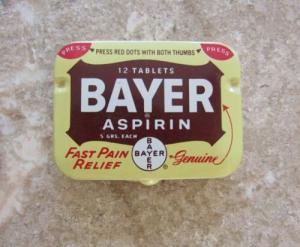 PRESS
PRESS RED DOTS WITH BOTH THUMBS
PRESS
12 TABLETS
BAYER
ASPIRIN
5 GRS. EACH
FAST PAIN
RELIEF
BAYER
BAYER
®
Genuine